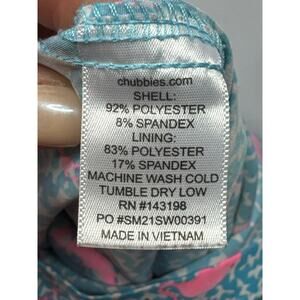 chubbies.com
SHELL:
92% POLYESTER
8% SPANDEX
LINING:
83% POLYESTER
17% SPANDEX
MACHINE WASH COLD
TUMBLE DRY LOW
RN #143198
PO #SM21SW00391
MADE IN VIETNAM